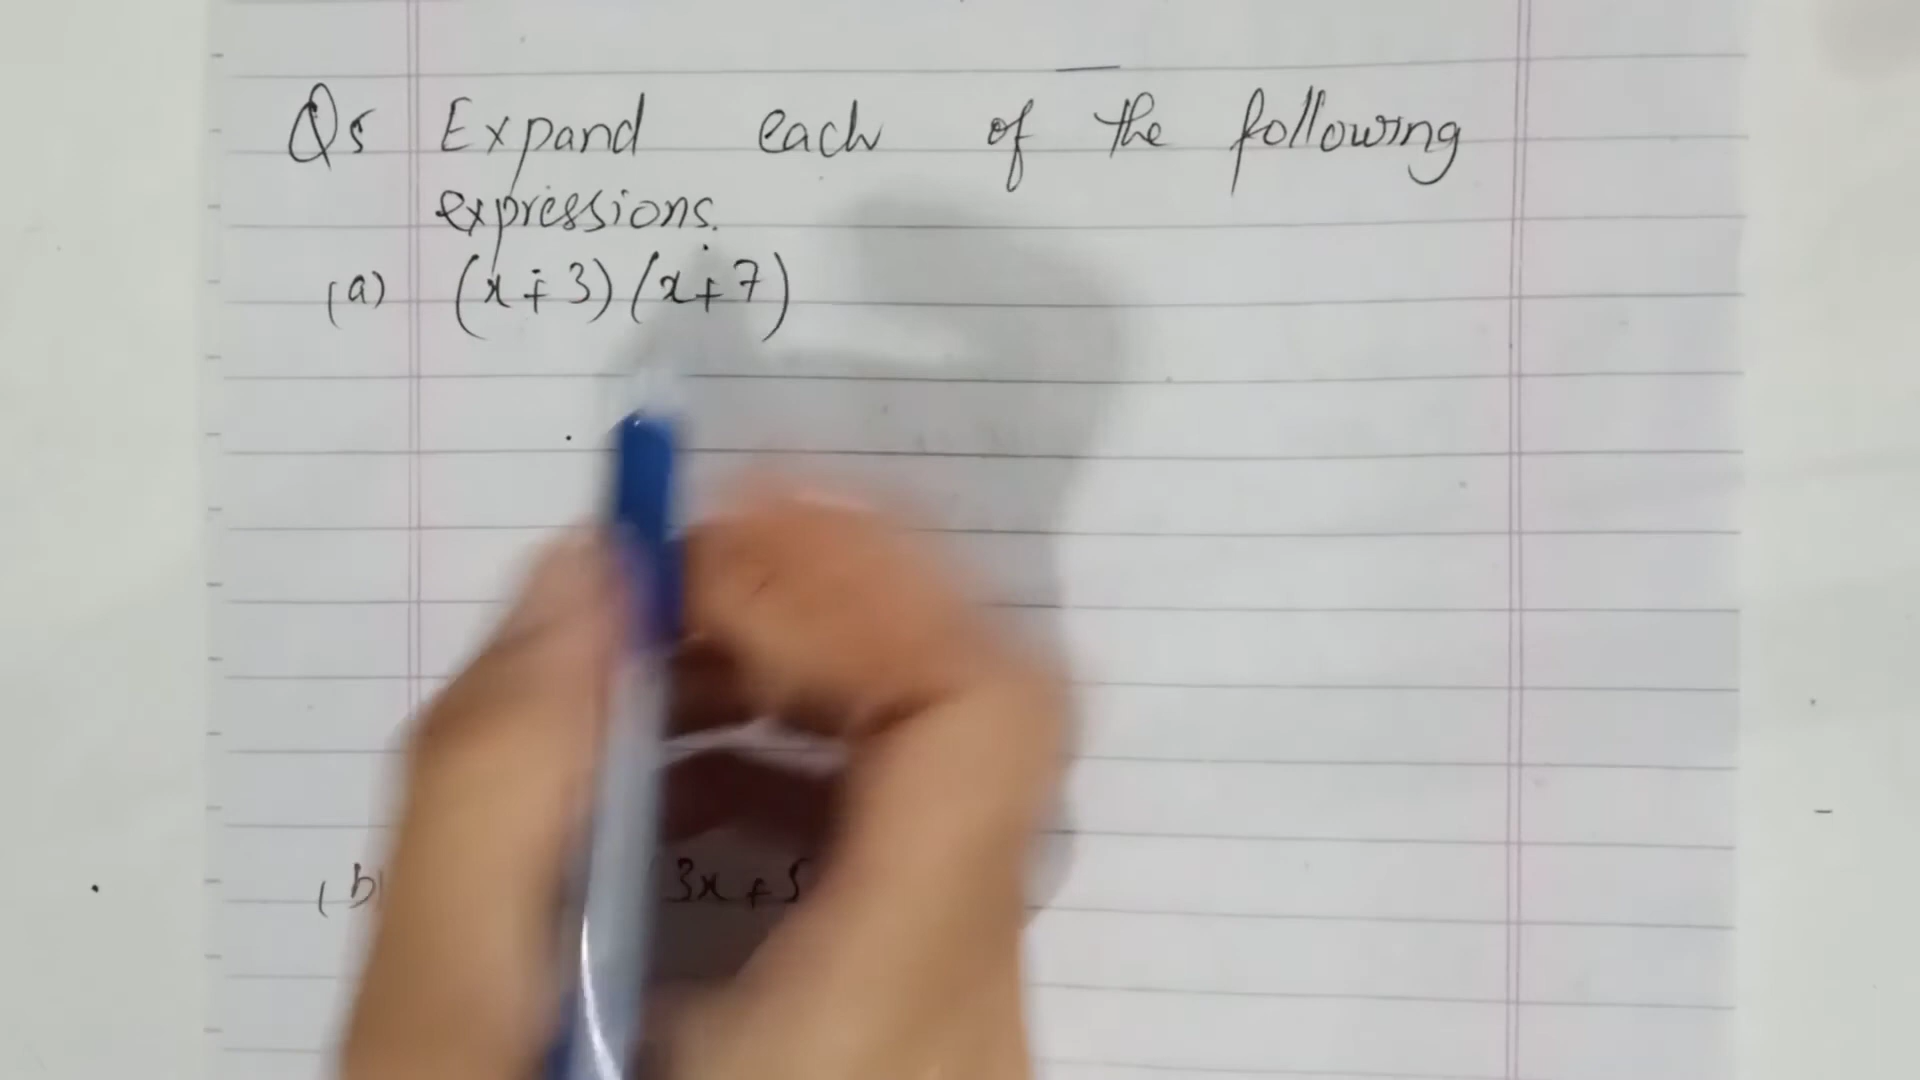 Q5 Expand each of the following
expressions.
(a) (x+3)(x+7)
(b) 3x+5